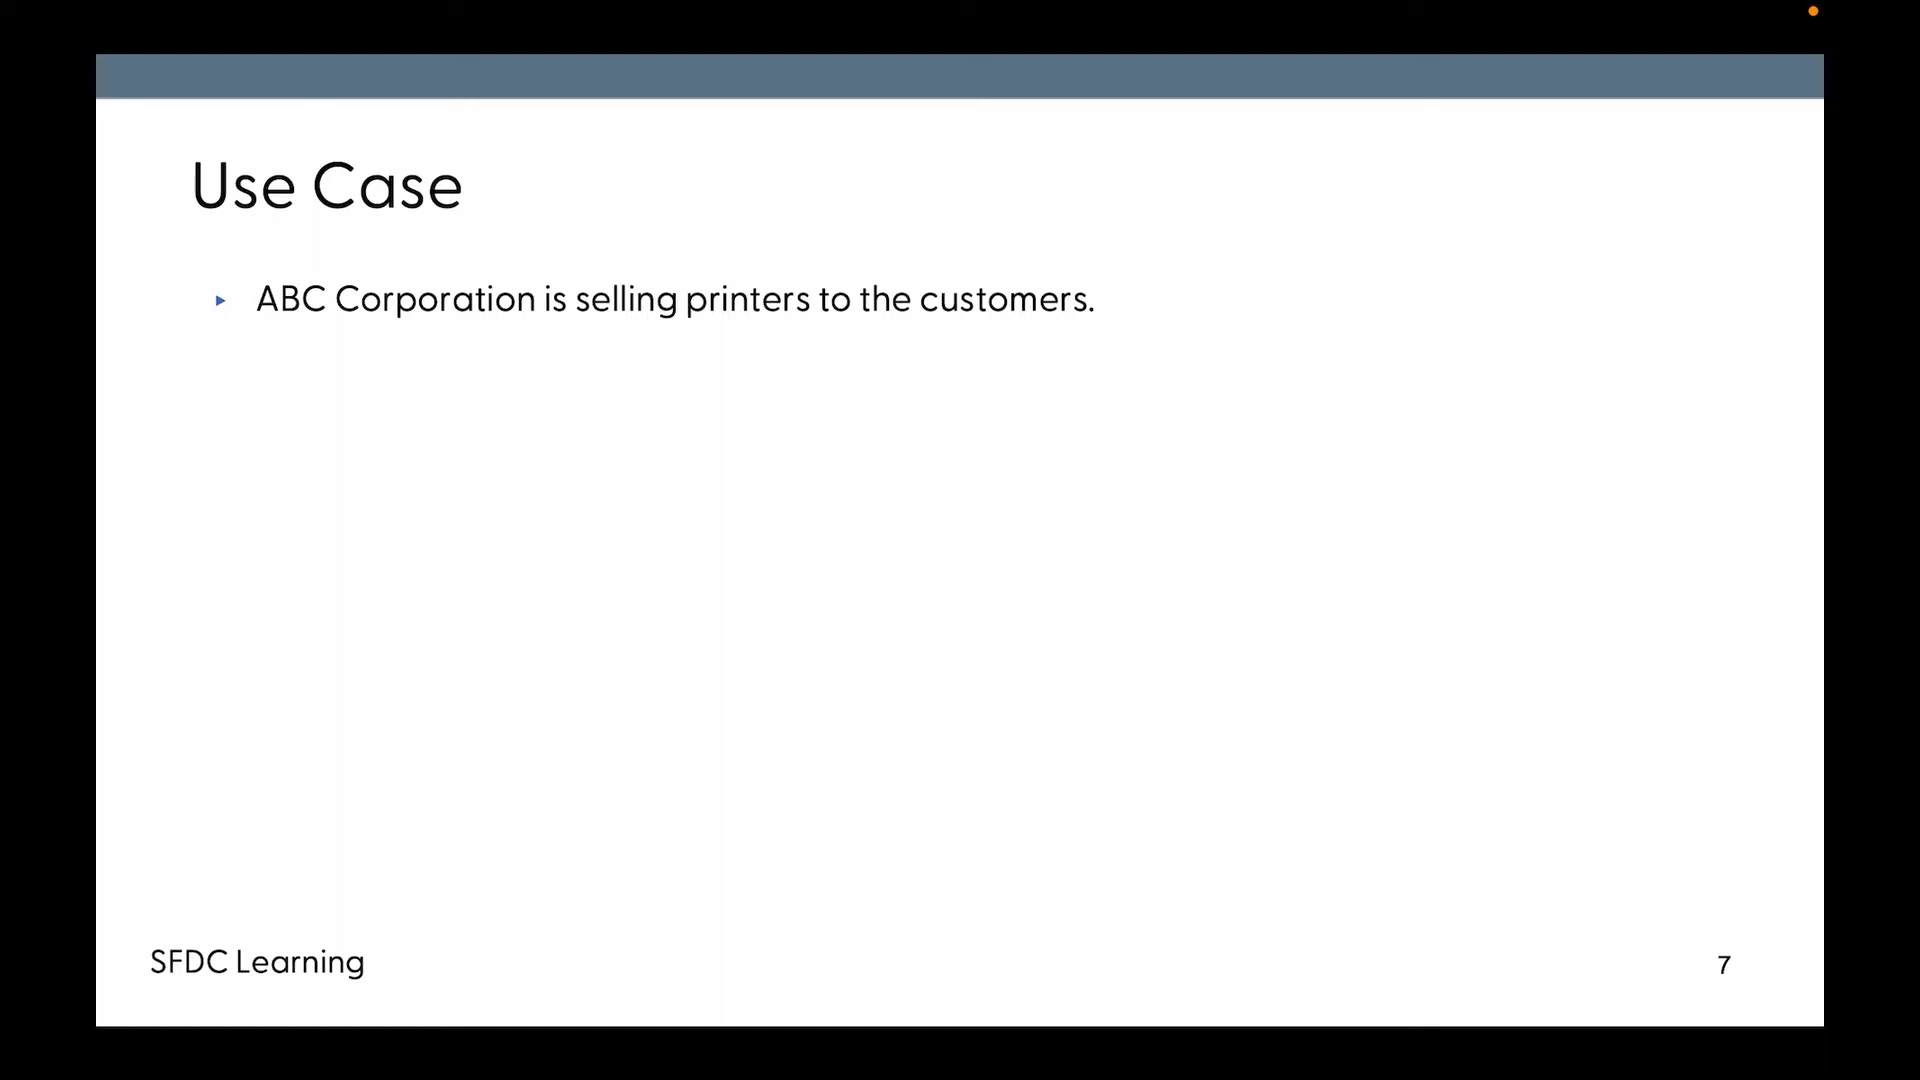 Use Case
ABC Corporation is selling printers to the customers.
SFDC Learning
7